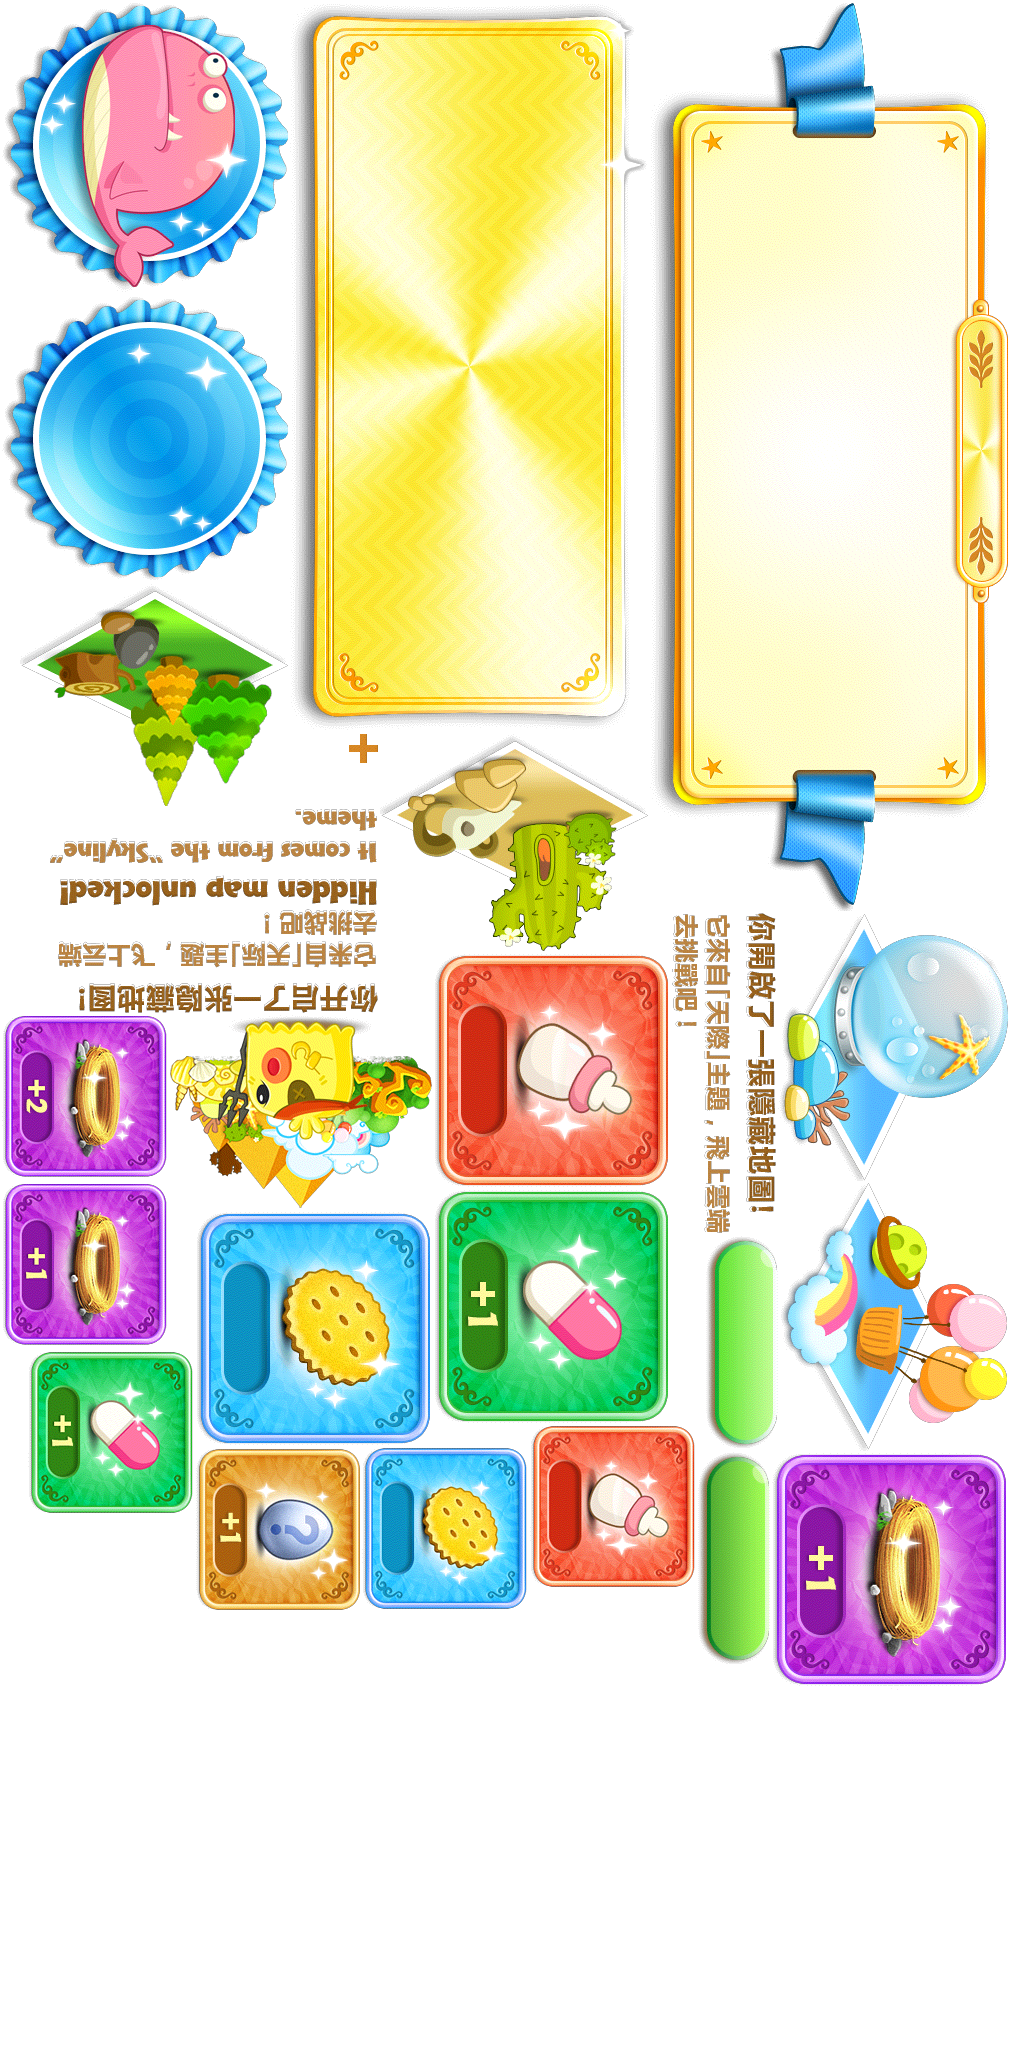 Hidden map unlocked!
It comes from the “Skyline”
theme.
你开启了一张隐藏地图!
它来自「天际」主题，飞上云端
去挑战吧！
你開啟了一張隱藏地圖!
它來自「天際」主題，飛上雲端
去挑戰吧！
+
+2
+1
+1
+1
+1
+1
?